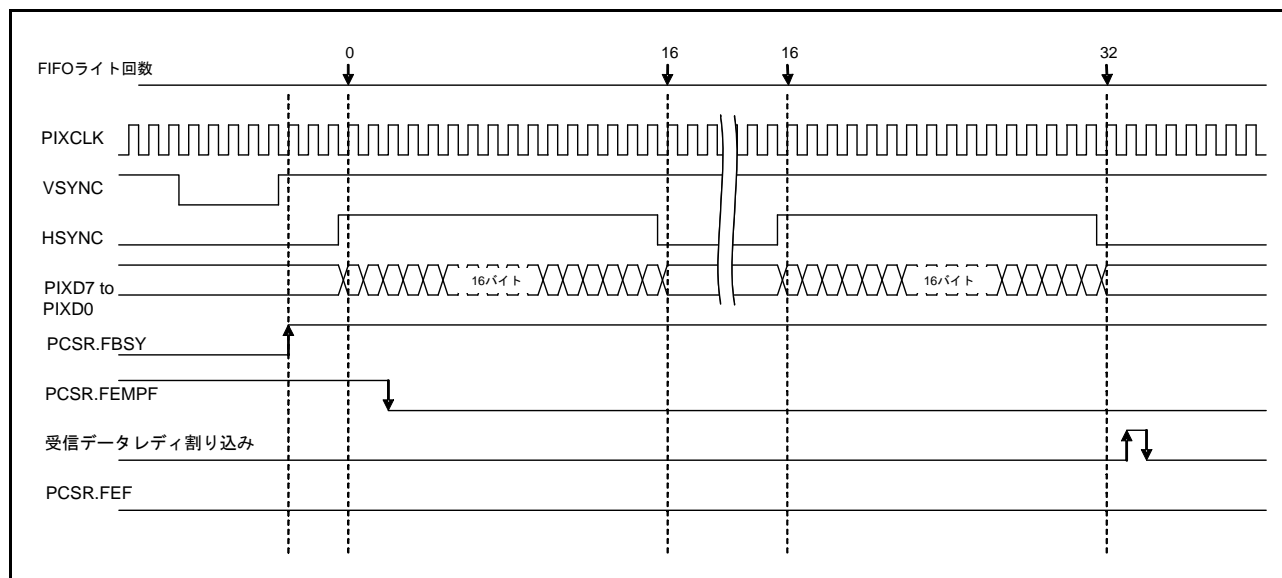 0 16 16 32
FIFOライト回数
PIXCLK
VSYNC
HSYNC
16バイト 16バイト
PIXD7 to
PIXD0
PCSR.FBSY
PCSR.FEMPF
受信データレディ割り込み
PCSR.FEF